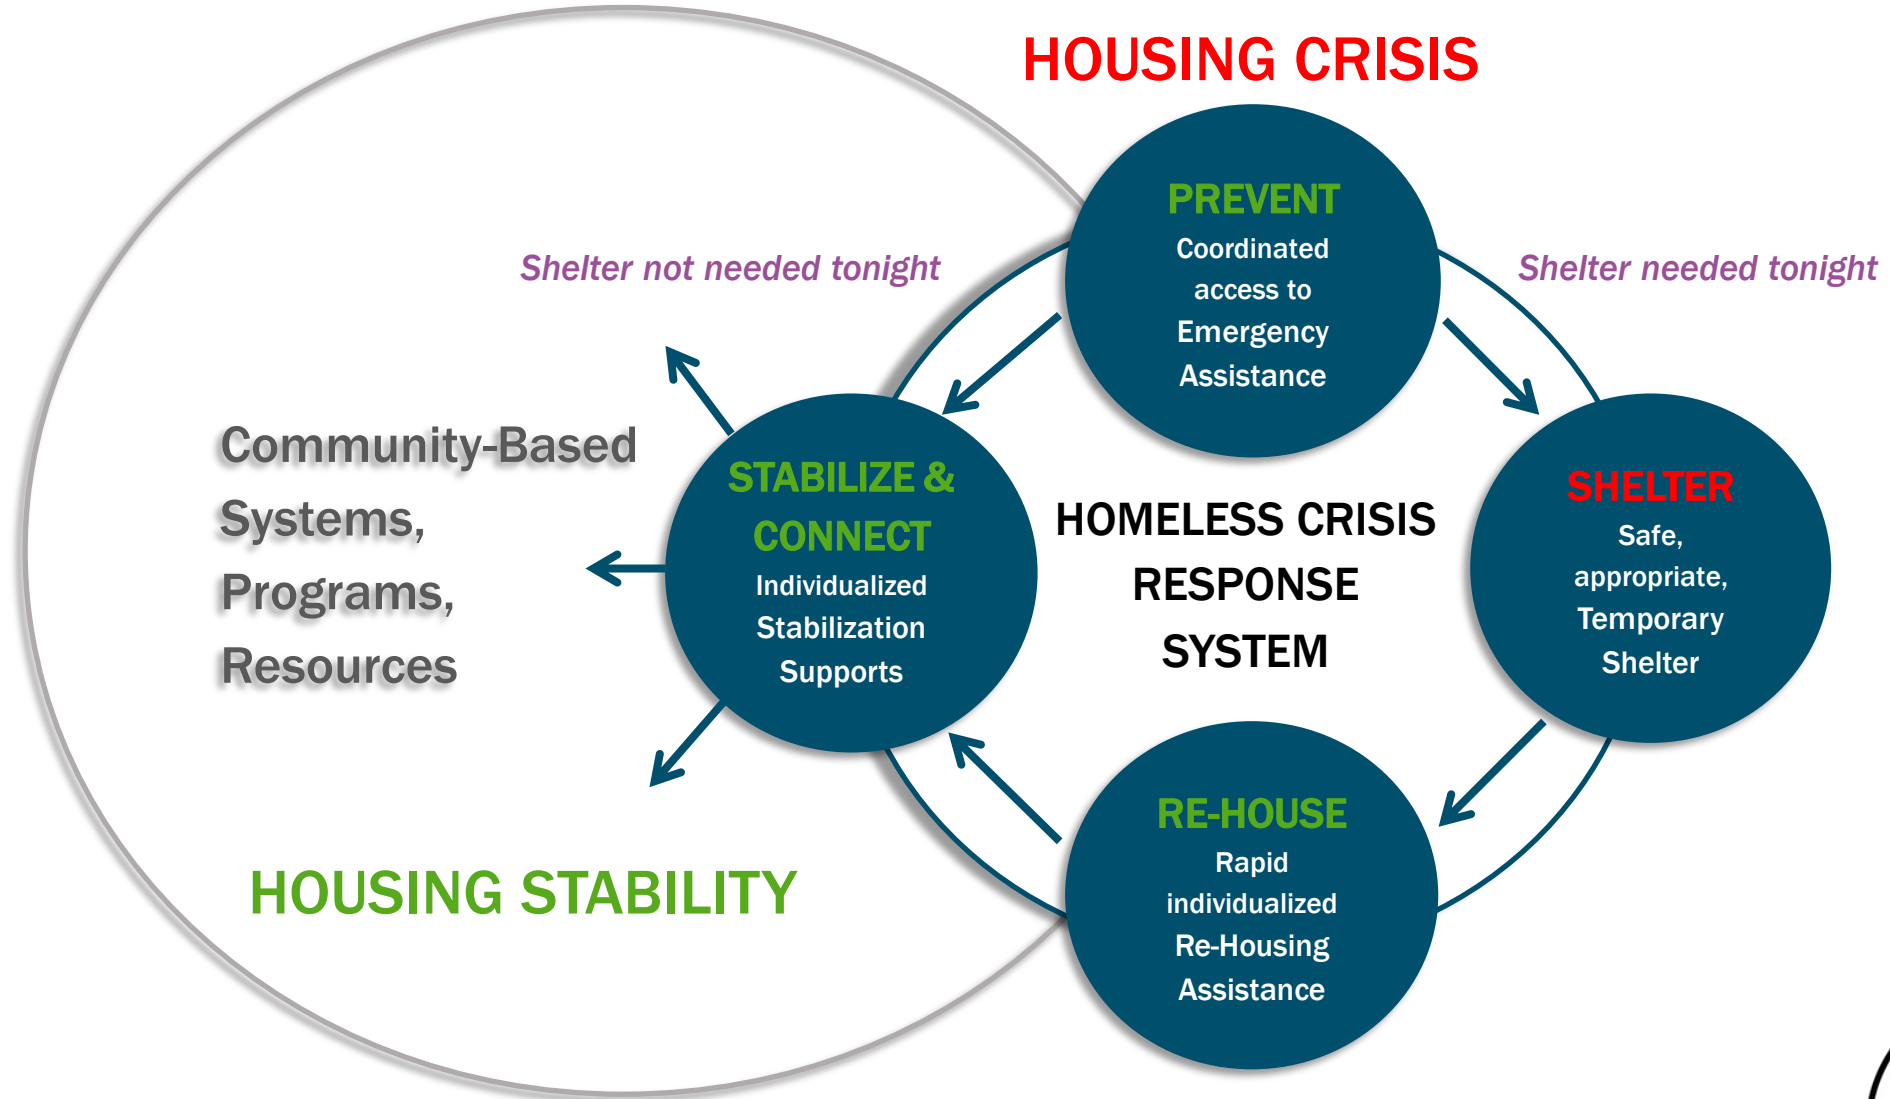 HOUSING CRISIS
PREVENT
Coordinated
access to
Emergency
Assistance
Shelter not needed tonight
Shelter needed tonight
Community-Based
Systems,
Programs,
Resources
STABILIZE &
CONNECT
Individualized
Stabilization
Supports
HOMELESS CRISIS
RESPONSE
SYSTEM
SHELTER
Safe,
appropriate,
Temporary
Shelter
RE-HOUSE
Rapid
individualized
Re-Housing
Assistance
HOUSING STABILITY